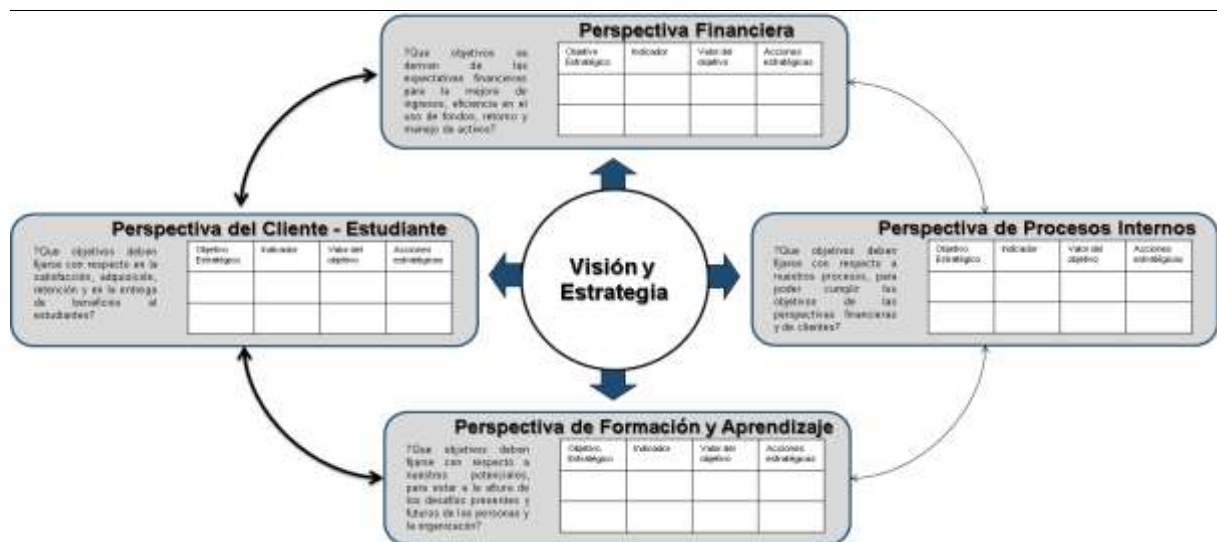 Perspectiva Financiera
?Que objetivos se
derivan de las
expectativas financieras
para la mejora de
ingresos, eficiencia en el
uso de fondos, retorno y
manejo de activos?
Objetivo Estratégico
Indicador
Valor del objetivo
Acciones estratégicas
Perspectiva del Cliente - Estudiante
?Que objetivos deben
fijarse con respecto en la
satisfacción, adquisición,
retención y en la entrega
de beneficios al
estudiantes?
Objetivo Estratégico
Indicador
Valor del objetivo
Acciones estratégicas
Visión y
Estrategia
Perspectiva de Procesos Internos
?Que objetivos deben
fijarse con respecto a
nuestros procesos, para
poder cumplir los
objetivos de las
perspectivas financieras
y de clientes?
Objetivo Estratégico
Indicador
Valor del objetivo
Acciones estratégicas
Perspectiva de Formación y Aprendizaje
?Que objetivos deben
fijarse con respecto a
nuestros potenciales,
para estar a la altura de
los desafíos presentes y
futuros de las personas y
la organización?
Objetivo Estratégico
Indicador
Valor del objetivo
Acciones estratégicas